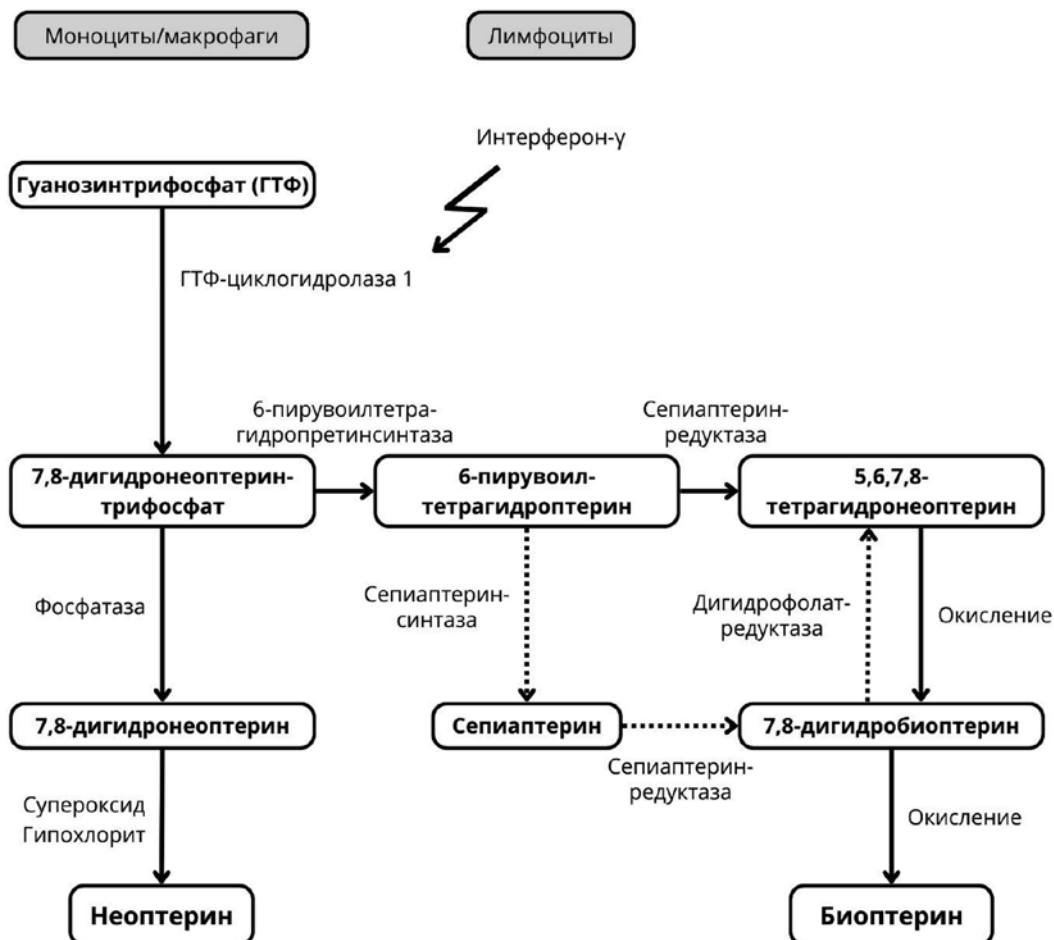 Моноциты/макрофаги
Лимфоциты
Интерферон-γ
Гуанозинтрифосфат (ГТФ)
ГТФ-циклогидролаза 1
6-пирувоилтетра-
гидропретинсинтаза
Сепиаптерин-
редуктаза
7,8-дигидронеоптерин-
трифосфат
6-пирувоил-
тетрагидроптерин
5,6,7,8-
тетрагидронеоптерин
Фосфатаза
Сепиаптерин-
синтаза
Дигидрофолат-
редуктаза
Окисление
7,8-дигидронеоптерин
Сепиаптерин
7,8-дигидробиоптерин
Сепиаптерин-
редуктаза
Супероксид
Гипохлорит
Окисление
Неоптерин
Биоптерин